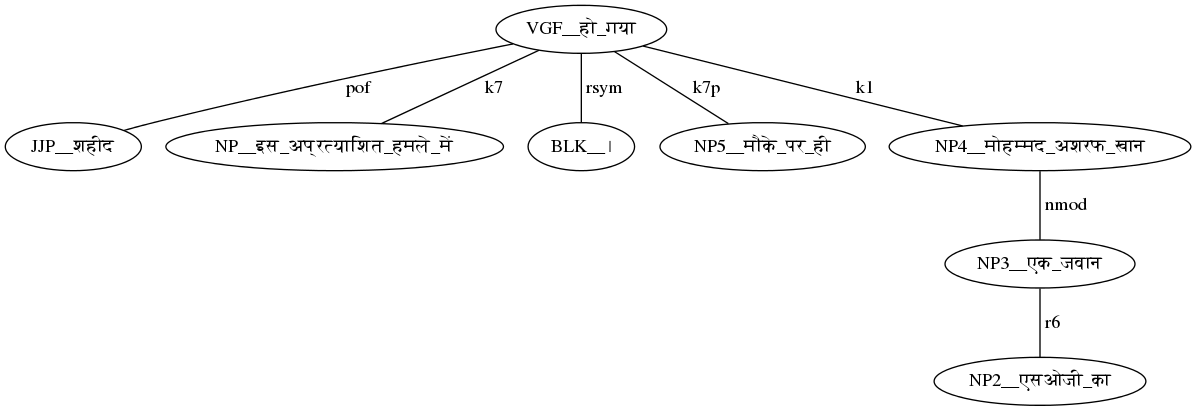 VGF__हो_गया
pof k7 rsym k7p k1
JJP__शहीद NP__इस_अप्रत्याशित_हमले_में BLK__। NP5__मौके_पर_ही NP4__मोहम्मद_अशरफ_खान
nmod
NP3__एक_जवान
r6
NP2__एसओजी_का